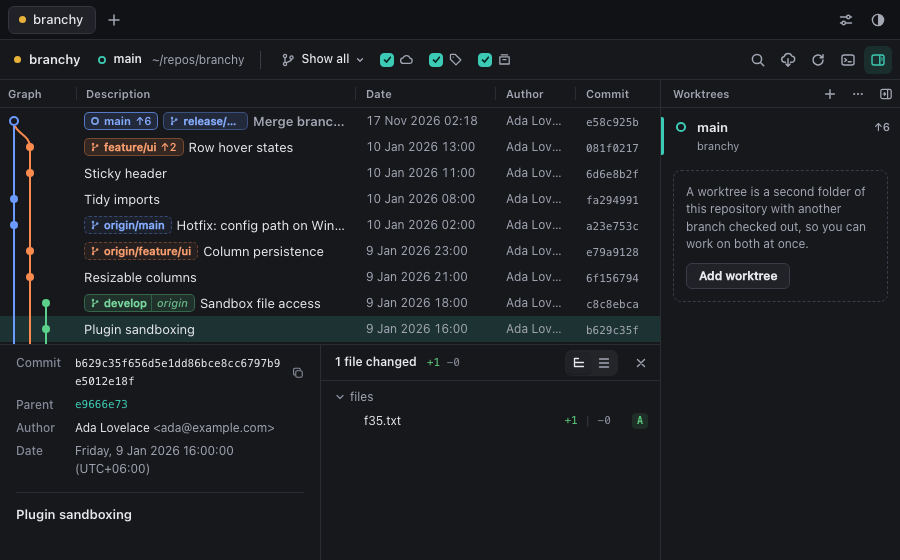 branchy
branchy main ~/repos/branchy Show all
Graph Description Date Author Commit
main ↑6 release/... Merge branc... 17 Nov 2026 02:18 Ada Lov... e58c925b
feature/ui ↑2 Row hover states 10 Jan 2026 13:00 Ada Lov... 081f0217
Sticky header 10 Jan 2026 11:00 Ada Lov... 6d6e8b2f
Tidy imports 10 Jan 2026 08:00 Ada Lov... fa294991
origin/main Hotfix: config path on Win... 10 Jan 2026 02:00 Ada Lov... a23e753c
origin/feature/ui Column persistence 9 Jan 2026 23:00 Ada Lov... e79a9128
Resizable columns 9 Jan 2026 21:00 Ada Lov... 6f156794
develop origin Sandbox file access 9 Jan 2026 18:00 Ada Lov... c8c8ebca
Plugin sandboxing 9 Jan 2026 16:00 Ada Lov... b629c35f
Worktrees
main ↑6
branchy
A worktree is a second folder of
this repository with another
branch checked out, so you can
work on both at once.
Add worktree
Commit b629c35f656d5e1dd86bce8cc6797b9
e5012e18f
Parent e9666e73
Author Ada Lovelace <ada@example.com>
Date Friday, 9 Jan 2026 16:00:00
(UTC+06:00)
Plugin sandboxing
1 file changed +1 −0
files
f35.txt +1 −0 A